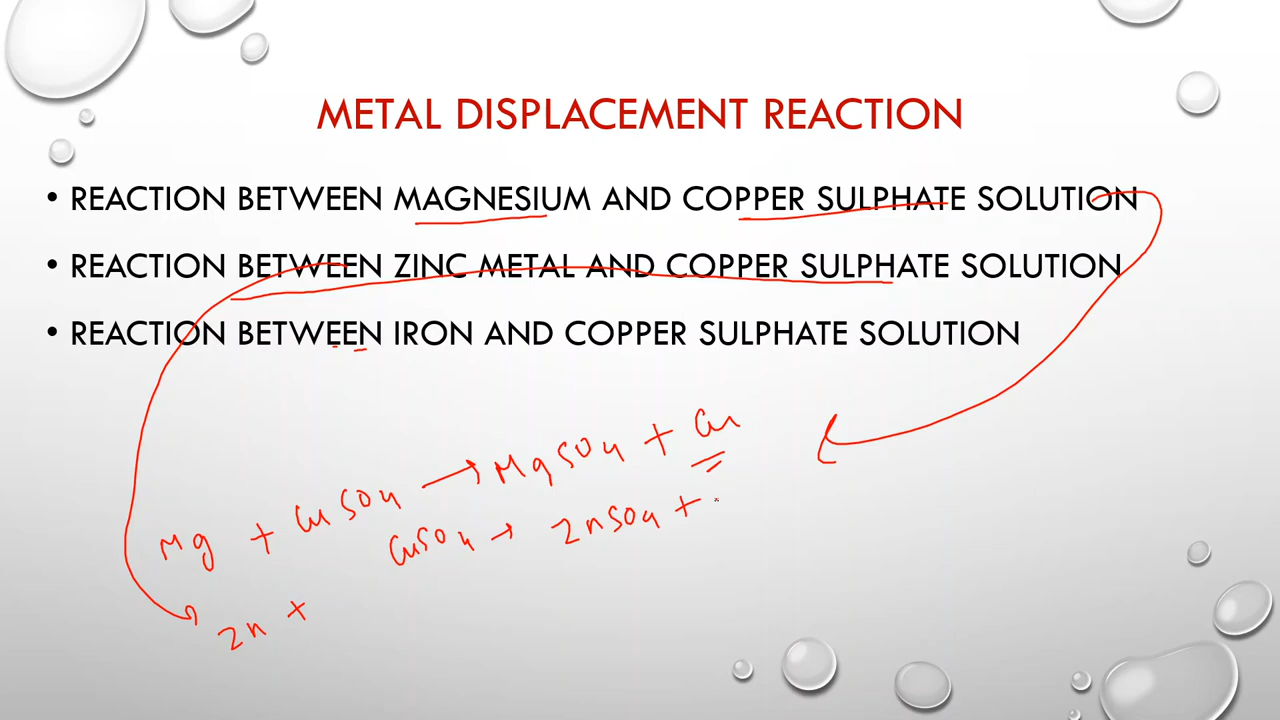 METAL DISPLACEMENT REACTION
• REACTION BETWEEN MAGNESIUM AND COPPER SULPHATE SOLUTION
• REACTION BETWEEN ZINC METAL AND COPPER SULPHATE SOLUTION
• REACTION BETWEEN IRON AND COPPER SULPHATE SOLUTION
Mg + CuSO4 → MgSO4 + Cu
Zn + CuSO4 → ZnSO4 +